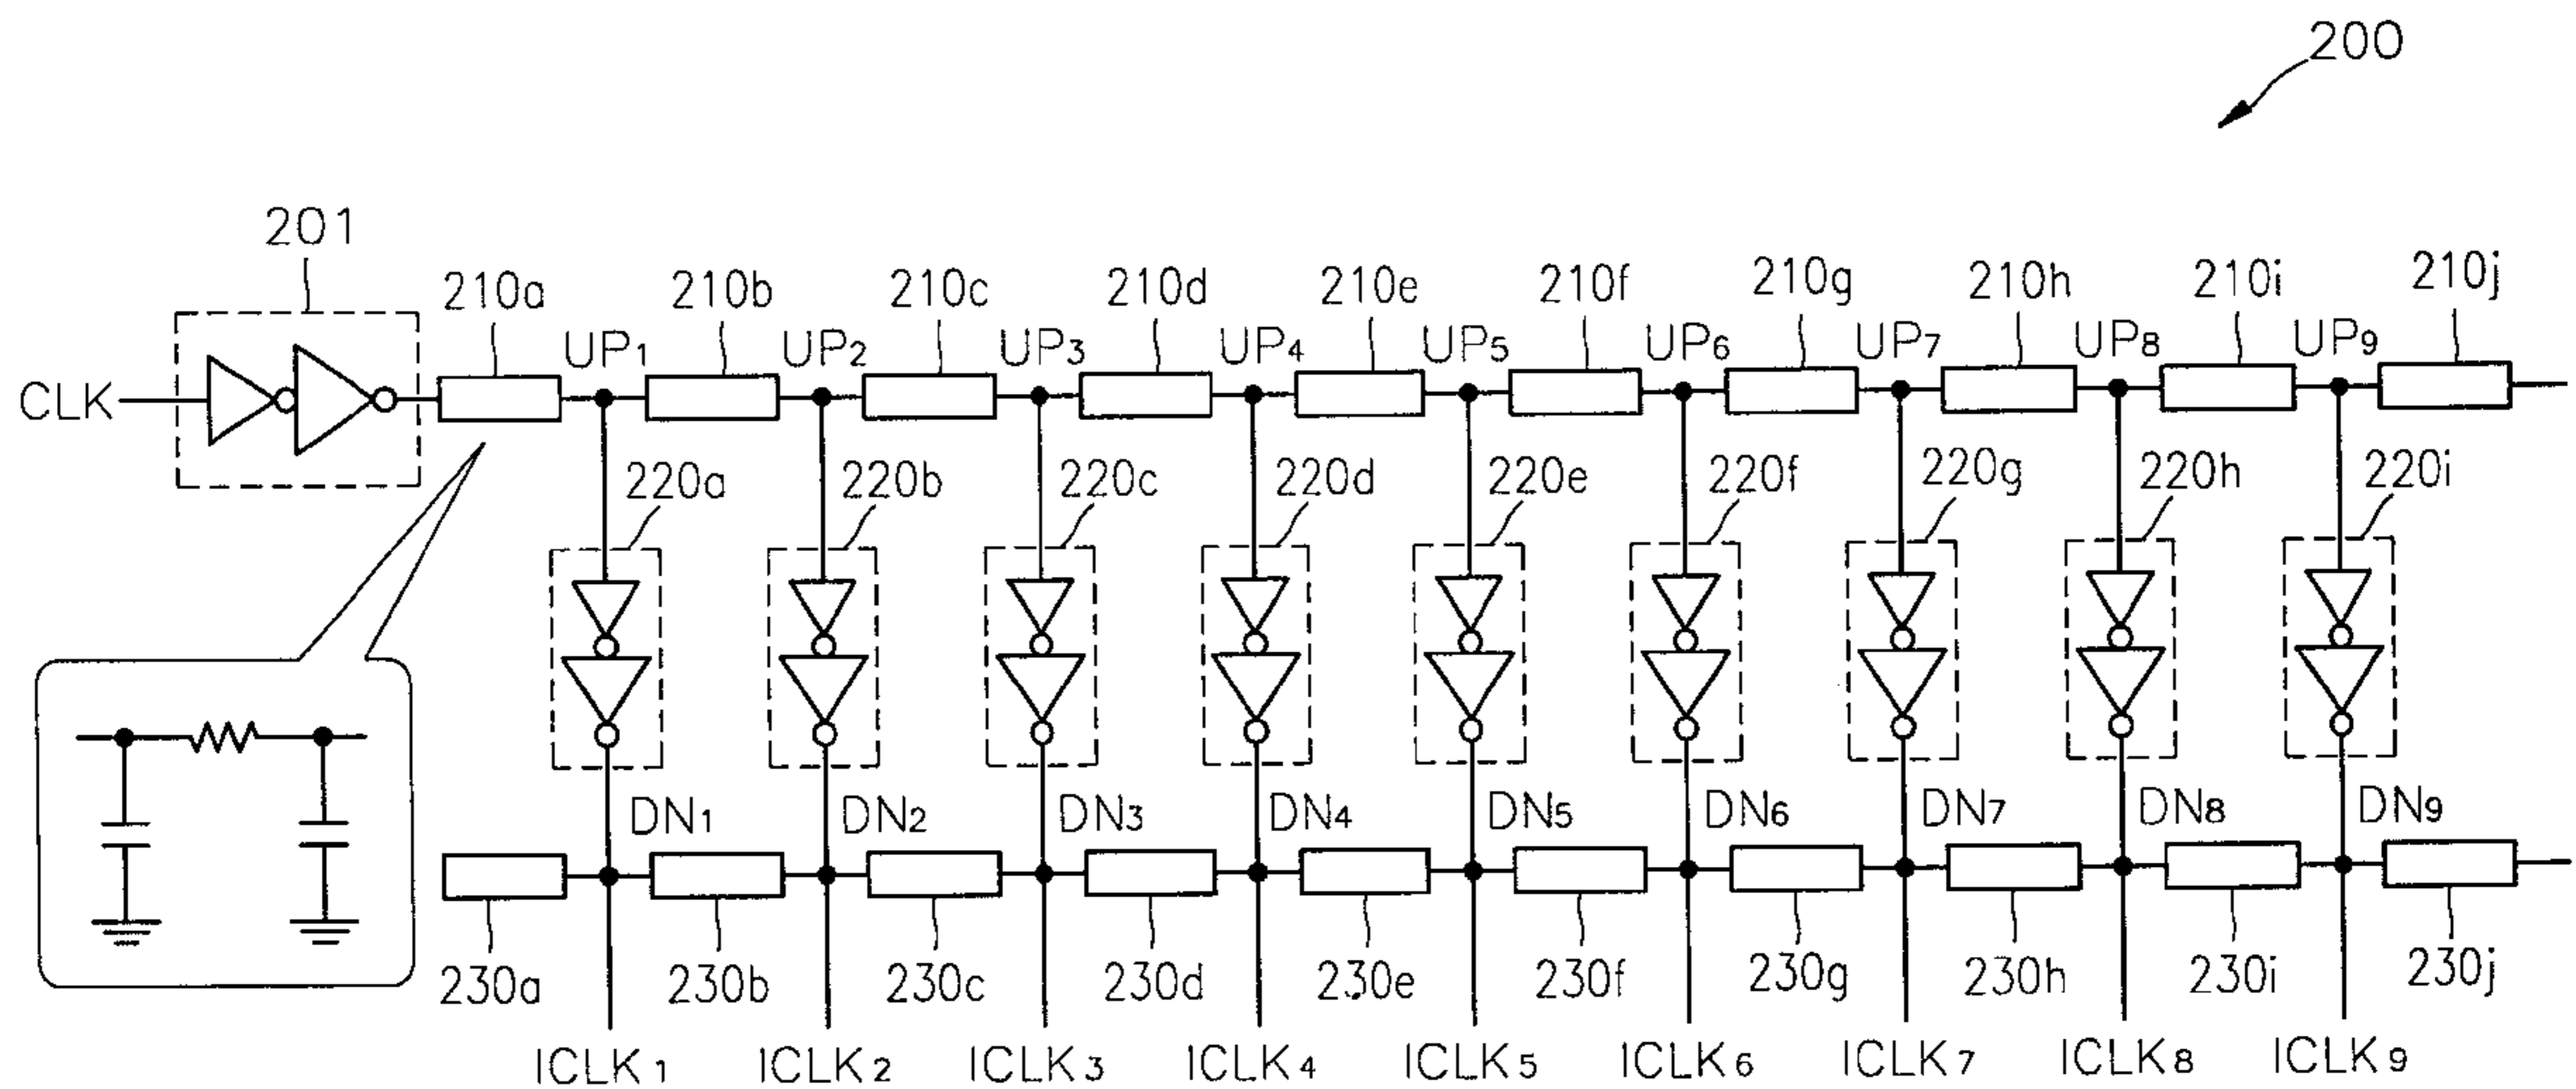 200
201
210a 210b 210c 210d 210e 210f 210g 210h 210i 210j
UP1 UP2 UP3 UP4 UP5 UP6 UP7 UP8 UP9
CLK
220a 220b 220c 220d 220e 220f 220g 220h 220i
DN1 DN2 DN3 DN4 DN5 DN6 DN7 DN8 DN9
230a 230b 230c 230d 230e 230f 230g 230h 230i 230j
ICLK1 ICLK2 ICLK3 ICLK4 ICLK5 ICLK6 ICLK7 ICLK8 ICLK9